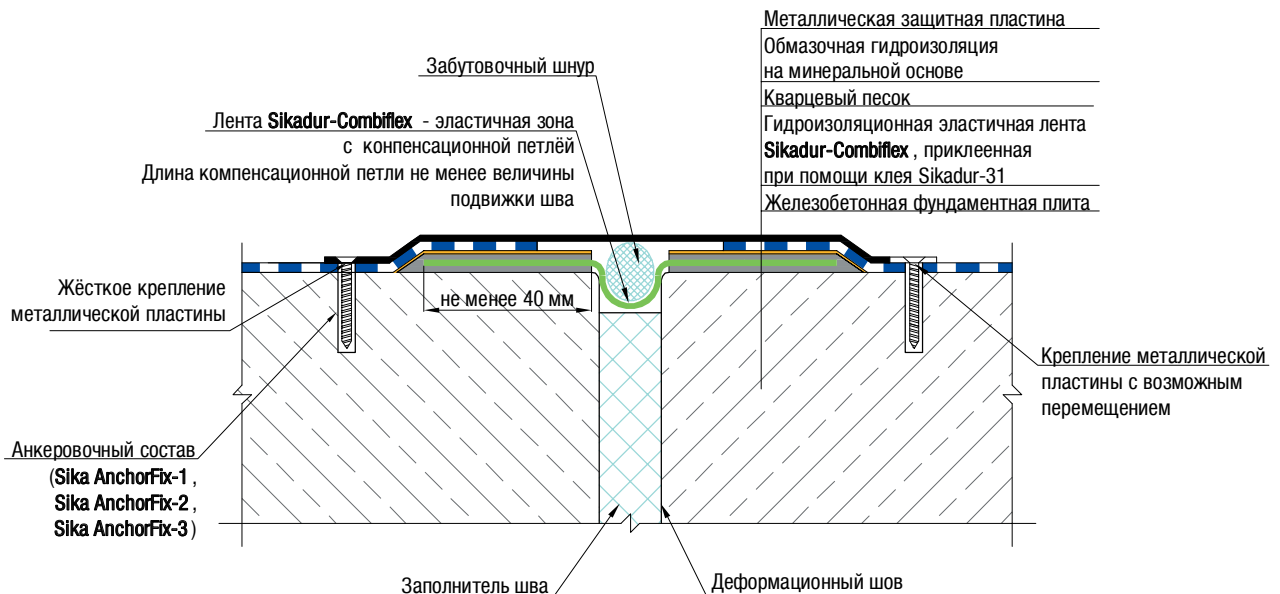 Металлическая защитная пластина
Обмазочная гидроизоляция
на минеральной основе
Кварцевый песок
Гидроизоляционная эластичная лента
Sikadur-Combiflex , приклеенная
при помощи клея Sikadur-31
Железобетонная фундаментная плита
Забутовочный шнур
Лента Sikadur-Combiflex - эластичная зона
с конпенсационной петлёй
Длина компенсационной петли не менее величины
подвижки шва
Жёсткое крепление
металлической пластины
не менее 40 мм
Крепление металлической
пластины с возможным
перемещением
Анкеровочный состав
(Sika AnchorFix-1 ,
Sika AnchorFix-2 ,
Sika AnchorFix-3 )
Заполнитель шва
Деформационный шов